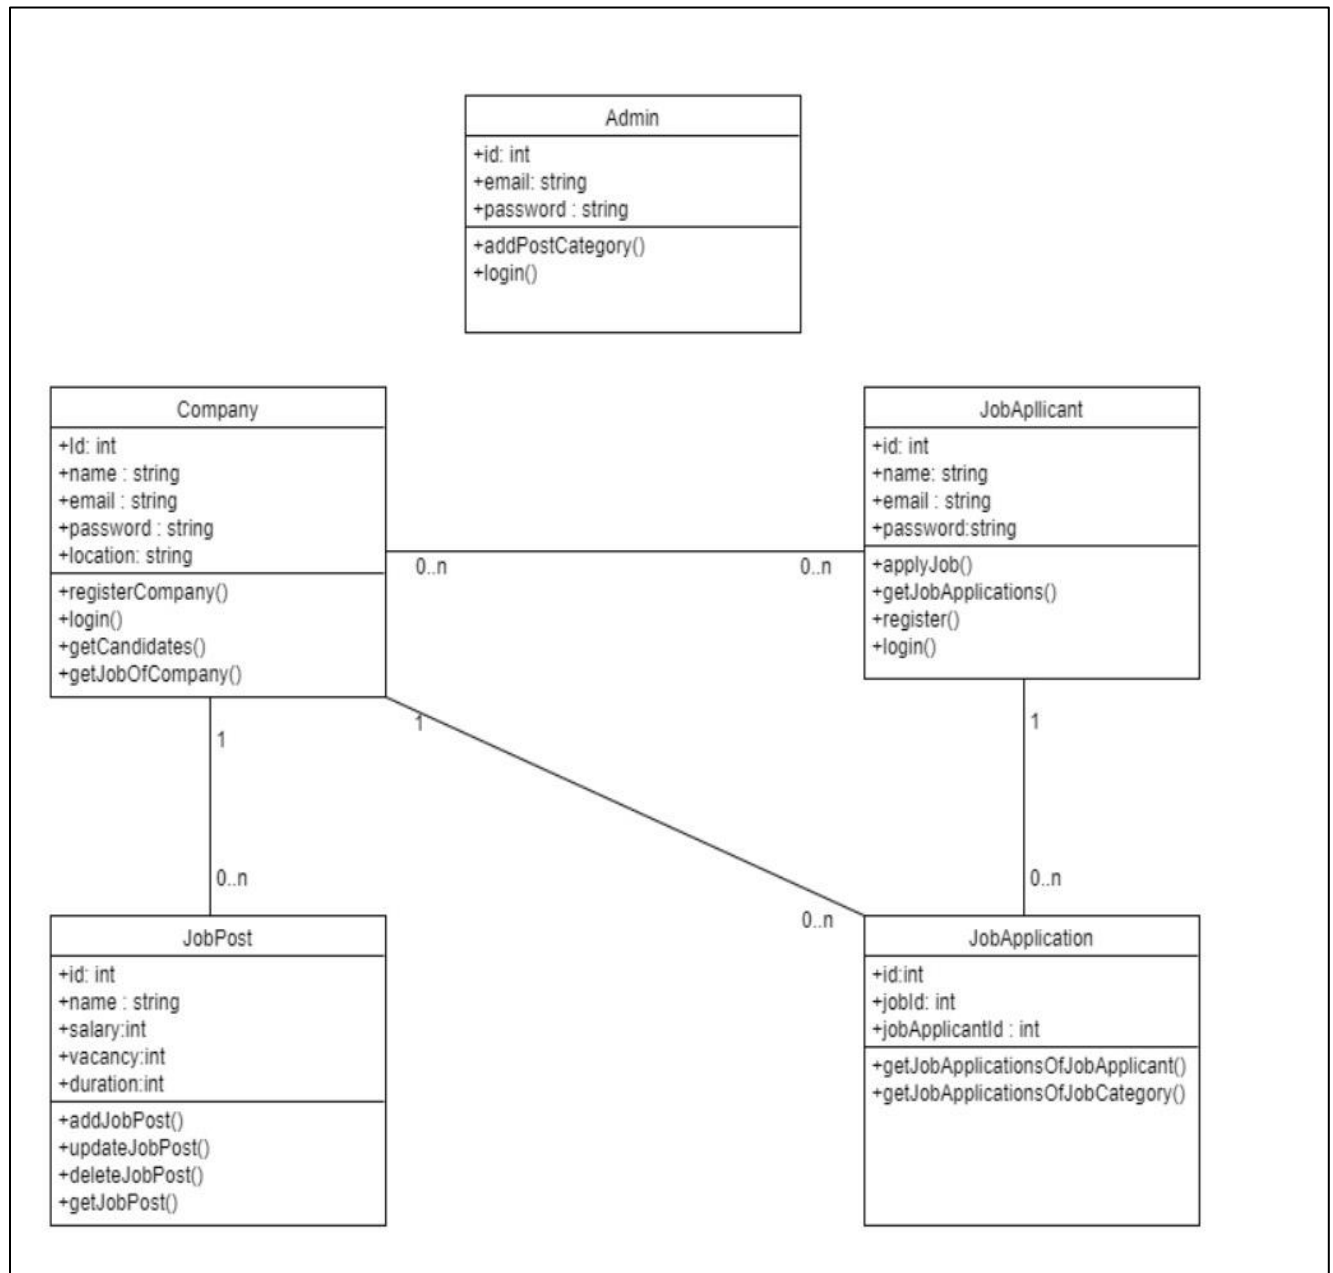 Admin
+id: int
+email: string
+password : string
+addPostCategory()
+login()
Company
+Id: int
+name : string
+email : string
+password : string
+location: string
+registerCompany()
+login()
+getCandidates()
+getJobOfCompany()
JobApllicant
+id: int
+name: string
+email : string
+password:string
+applyJob()
+getJobApplications()
+register()
+login()
0..n
0..n
1
1
1
0..n
0..n
0..n
JobPost
+id: int
+name : string
+salary:int
+vacancy:int
+duration:int
+addJobPost()
+updateJobPost()
+deleteJobPost()
+getJobPost()
JobApplication
+id:int
+jobId: int
+jobApplicantId : int
+getJobApplicationsOfJobApplicant()
+getJobApplicationsOfJobCategory()